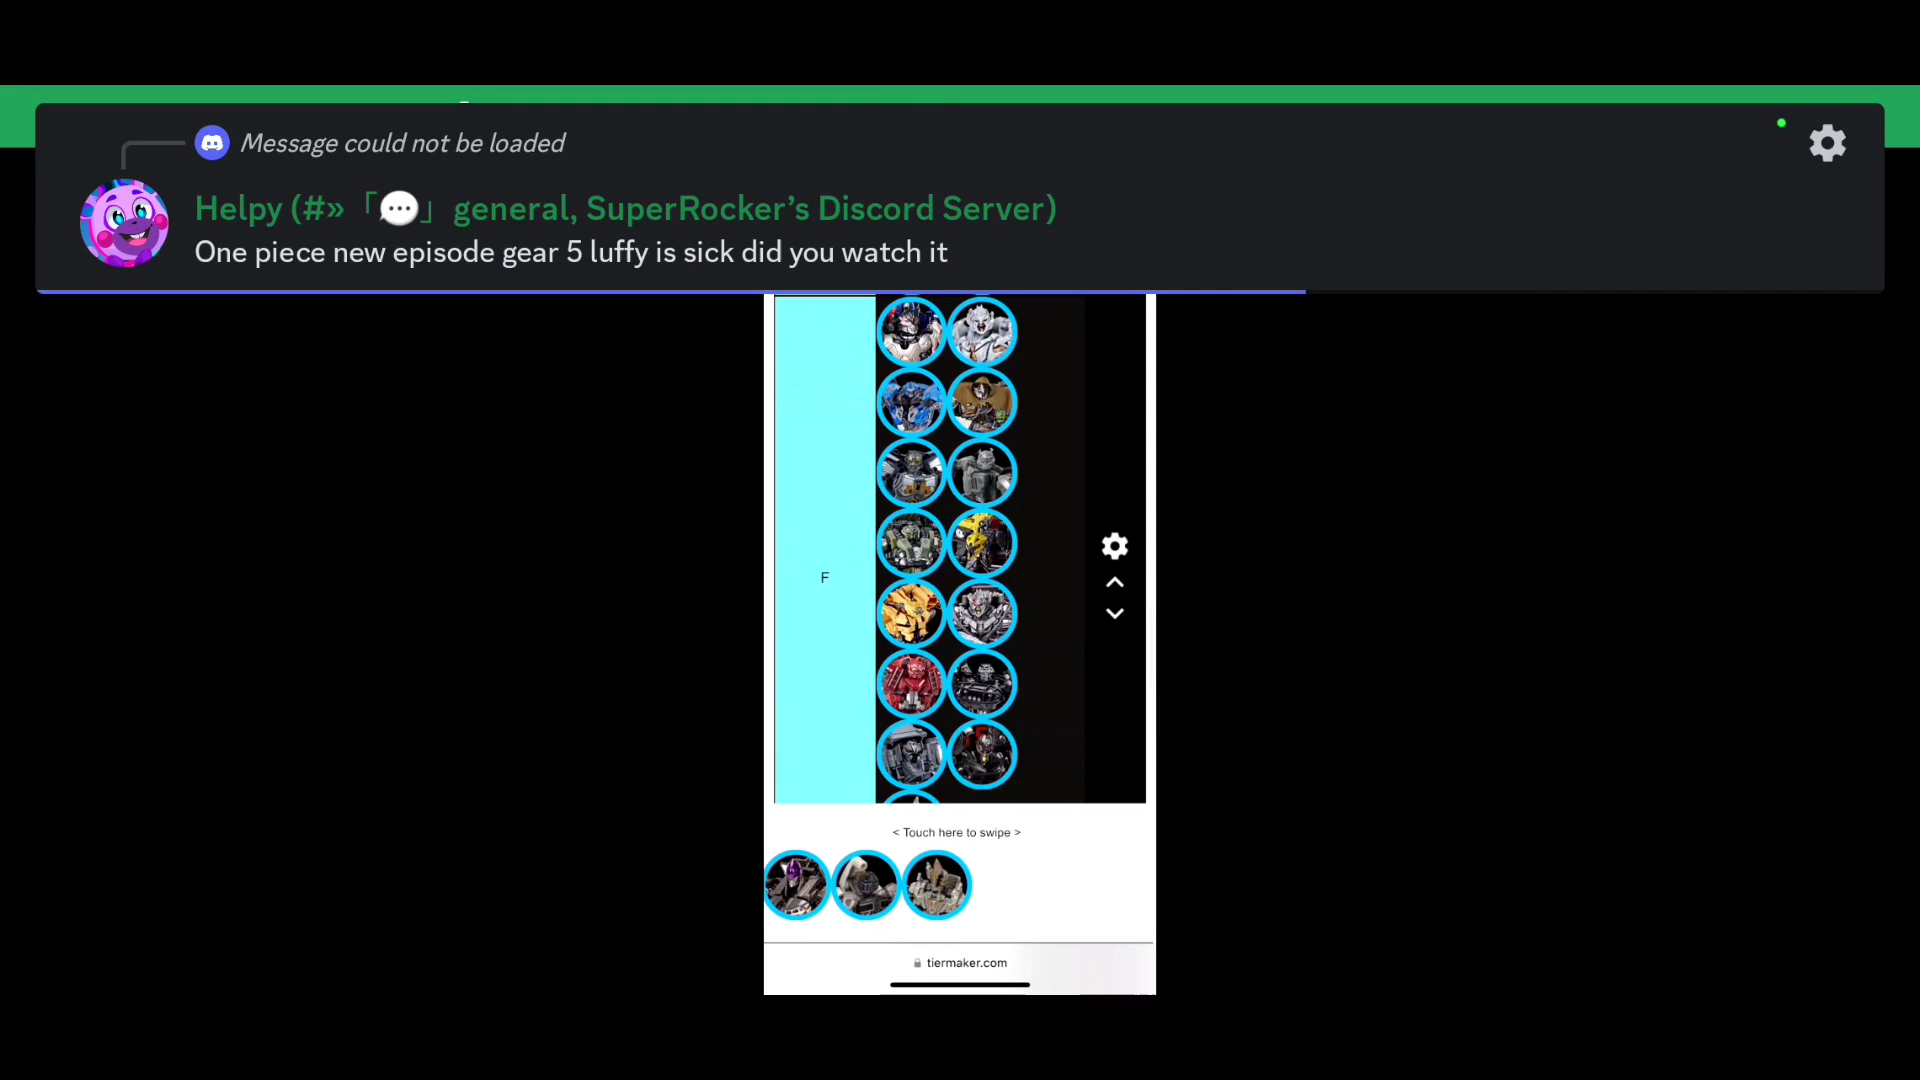 Message could not be loaded
Helpy (#»「💬」general, SuperRocker’s Discord Server)
One piece new episode gear 5 luffy is sick did you watch it
F
< Touch here to swipe >
tiermaker.com